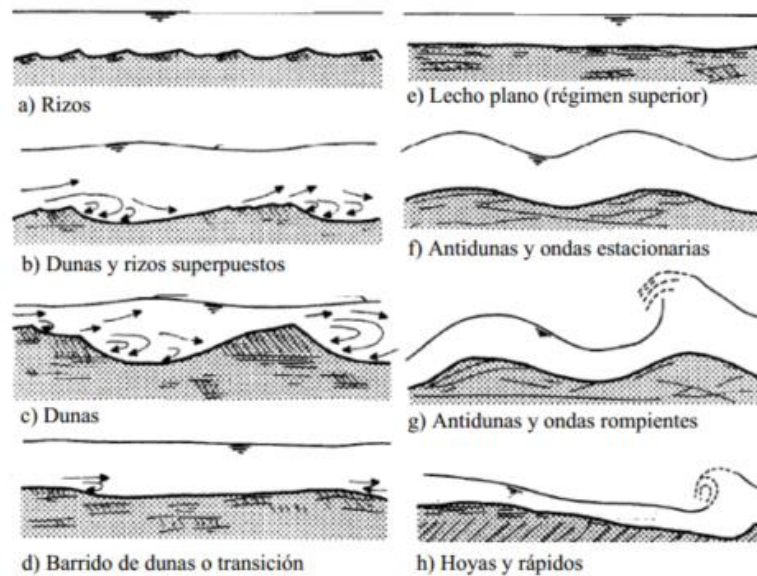 a) Rizos
b) Dunas y rizos superpuestos
c) Dunas
d) Barrido de dunas o transición
e) Lecho plano (régimen superior)
f) Antidunas y ondas estacionarias
g) Antidunas y ondas rompientes
h) Hoyas y rápidos